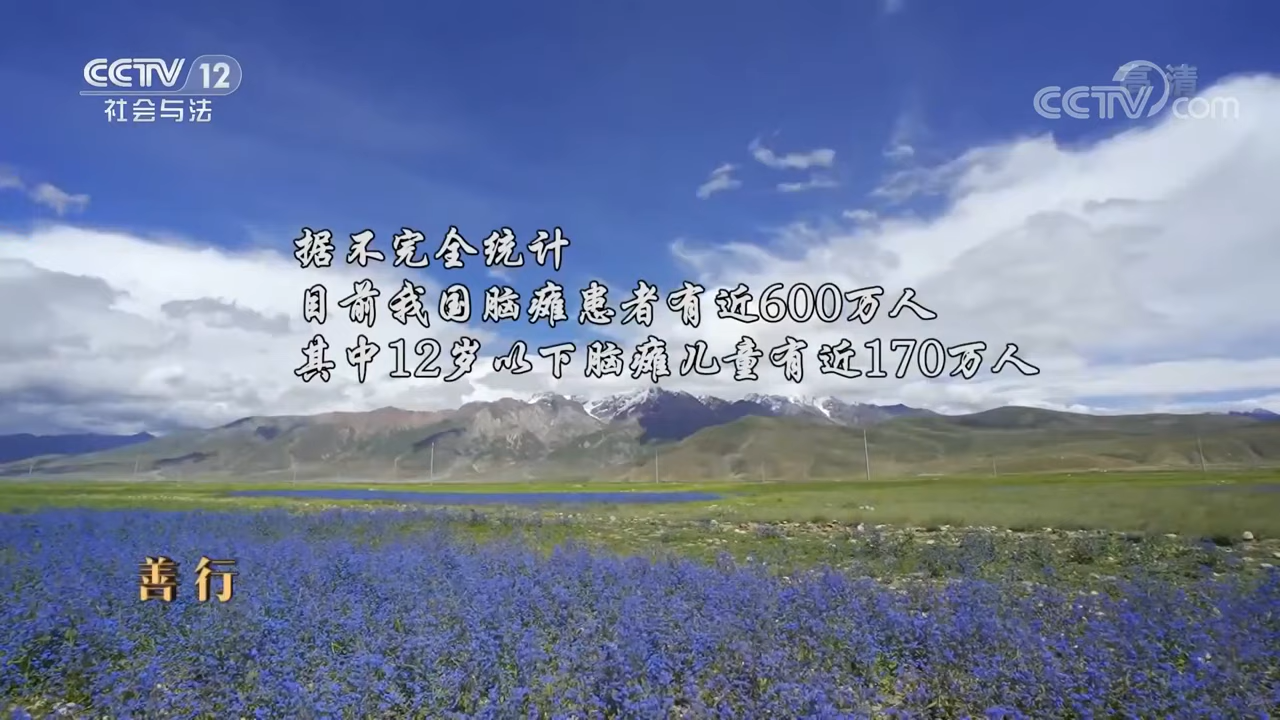 CCTV 12
社会与法
高清
CCTV.com
据不完全统计
目前我国脑瘫患者有近600万人
其中12岁以下脑瘫儿童有近170万人
善行